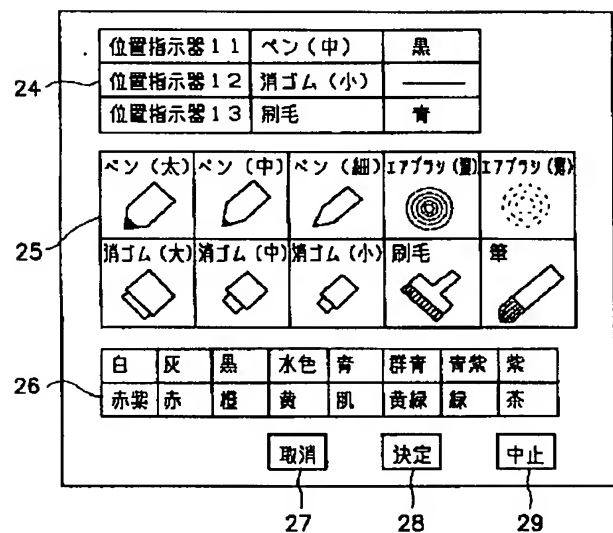 位置指示器11 ペン(中) 黒
24 位置指示器12 消ゴム(小) ———
位置指示器13 刷毛 青
ペン(太) ペン(中) ペン(細) エアブラシ(濃) エアブラシ(寛)
25
消ゴム(大) 消ゴム(中) 消ゴム(小) 刷毛 筆
白 灰 黒 水色 青 群青 青紫 紫
26
赤紫 赤 橙 黄 肌 黄緑 緑 茶
取消 決定 中止
27 28 29